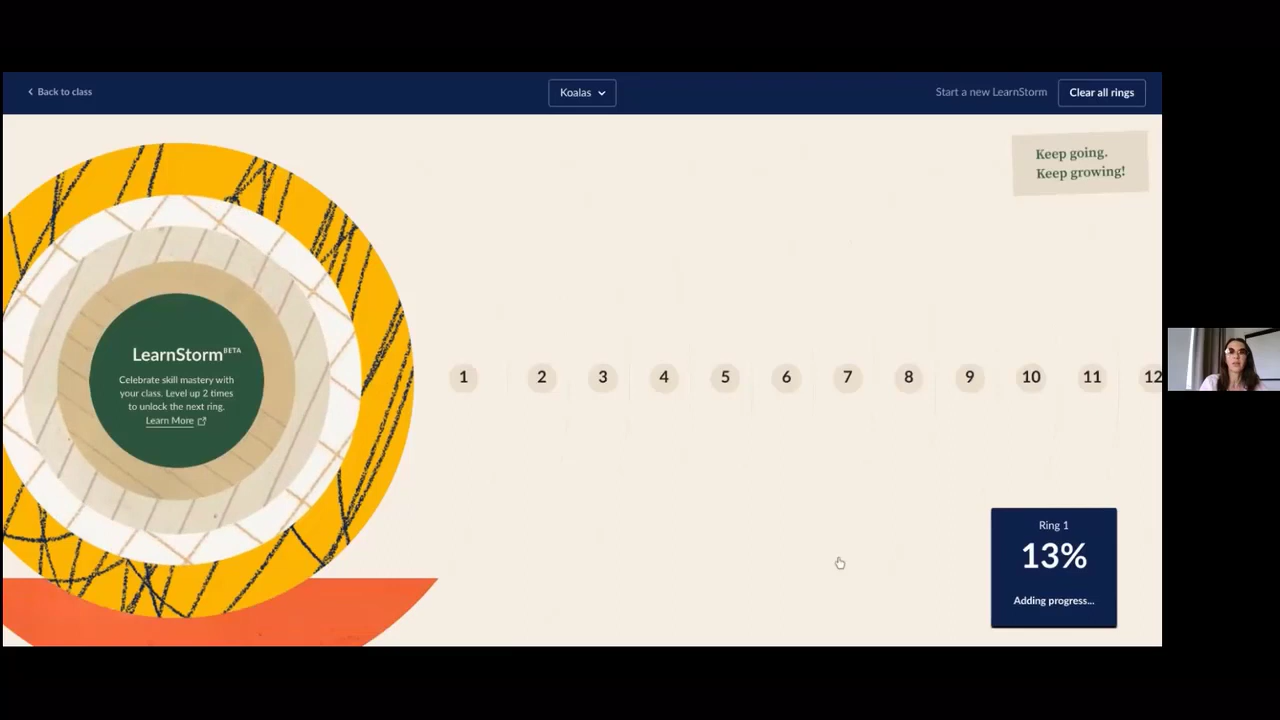 Back to class
Koalas
Start a new LearnStorm
Clear all rings
Keep going.
Keep growing!
LearnStorm BETA
Celebrate skill mastery with
your class. Level up 2 times
to unlock the next ring.
Learn More
1 2 3 4 5 6 7 8 9 10 11 12
Ring 1
13%
Adding progress...